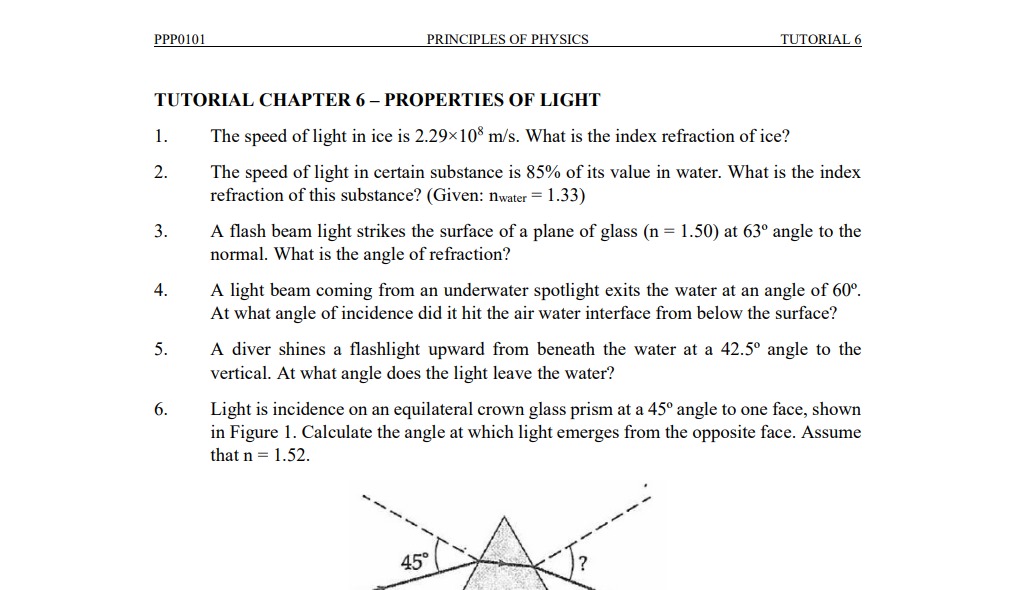 PPP0101 PRINCIPLES OF PHYSICS TUTORIAL 6
TUTORIAL CHAPTER 6 – PROPERTIES OF LIGHT
1. The speed of light in ice is 2.29×10⁸ m/s. What is the index refraction of ice?
2. The speed of light in certain substance is 85% of its value in water. What is the index
refraction of this substance? (Given: nwater = 1.33)
3. A flash beam light strikes the surface of a plane of glass (n = 1.50) at 63º angle to the
normal. What is the angle of refraction?
4. A light beam coming from an underwater spotlight exits the water at an angle of 60º.
At what angle of incidence did it hit the air water interface from below the surface?
5. A diver shines a flashlight upward from beneath the water at a 42.5º angle to the
vertical. At what angle does the light leave the water?
6. Light is incidence on an equilateral crown glass prism at a 45º angle to one face, shown
in Figure 1. Calculate the angle at which light emerges from the opposite face. Assume
that n = 1.52.
45° ?